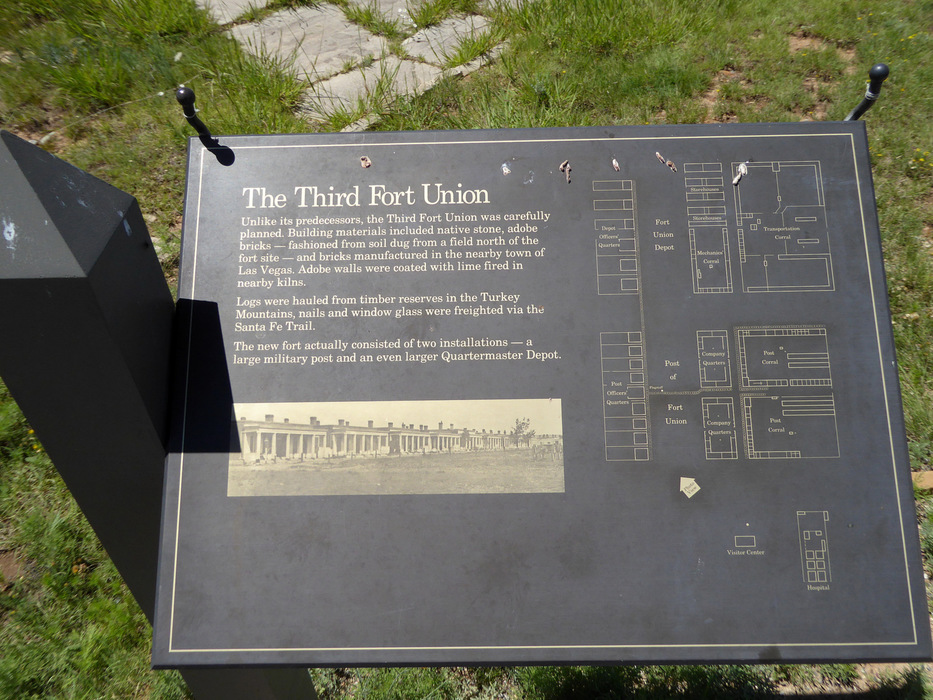 The Third Fort Union
Unlike its predecessors, the Third Fort Union was carefully
planned. Building materials included native stone, adobe
bricks — fashioned from soil dug from a field north of the
fort site — and bricks manufactured in the nearby town of
Las Vegas. Adobe walls were coated with lime fired in
nearby kilns.
Logs were hauled from timber reserves in the Turkey
Mountains, nails and window glass were freighted via the
Santa Fe Trail.
The new fort actually consisted of two installations — a
large military post and an even larger Quartermaster Depot.
Depot
Officers'
Quarters
Fort
Union
Depot
Storehouses
Storehouses
Mechanics'
Corral
Transportation
Corral
Post
Officers'
Quarters
Post
of
Fort
Union
Company
Quarters
Company
Quarters
Post
Corral
Post
Corral
Visitor Center
Hospital